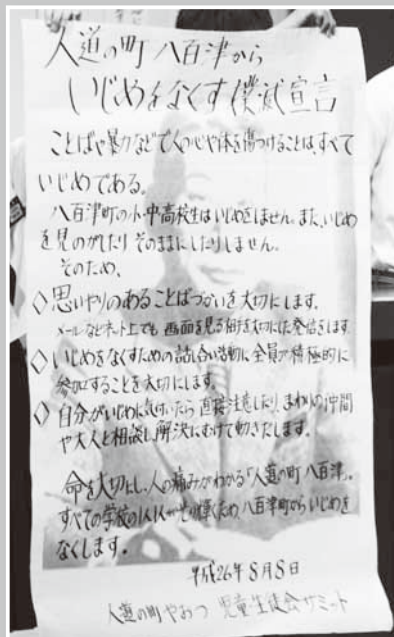 人道の町 八百津から
いじめをなくす撲滅宣言
ことばや暴力などで人の心や体を傷つけることは、すべて
いじめである。
八百津町の小・中高校生はいじめをしません。また、いじめ
を見のがしたり そのままにしたりしません。
そのため、
◇ 思いやりのあることばづかいを大切にします。
メールなどネット上でも 画面を見る相手を大切にした発信をします
◇ いじめをなくすための話し合い活動に 全員が積極的に
参加することを大切にします。
◇ 自分がいじめに気付いたら 直接注意したり、まわりの仲間
や大人と相談し解決にむけて動きだします。
命を大切にし、人の痛みがわかる「人道の町 八百津」。
すべての学校の1人1人が光り輝くため、八百津町からいじめを
なくします。
平成26年8月8日
人道の町やおつ 児童生徒会サミット